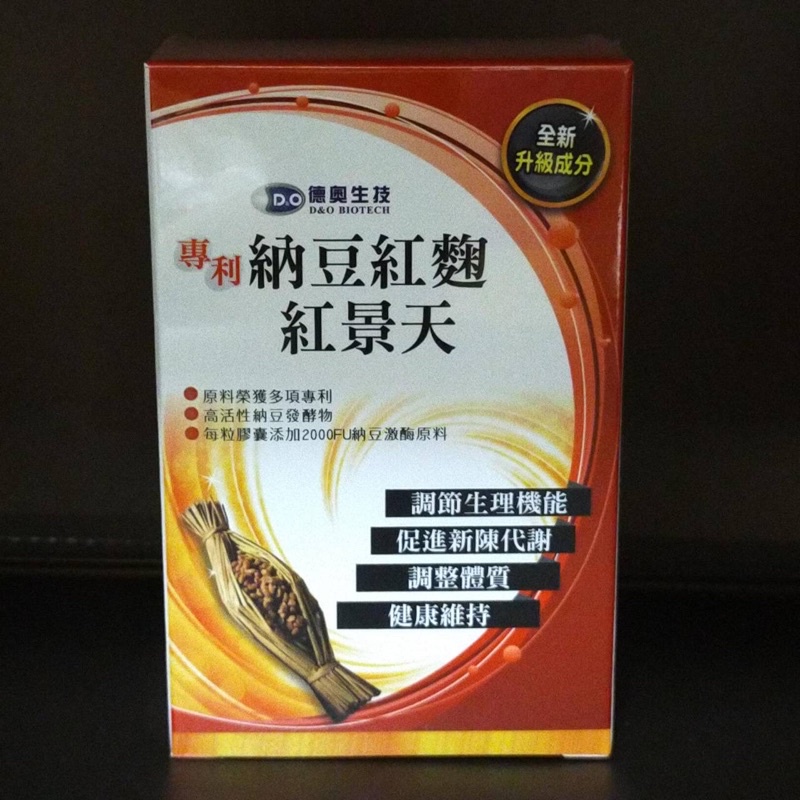 全新
升級成分
D&O 德奧生技
D&O BIOTECH
專利 納豆紅麴
紅景天
原料榮獲多項專利
高活性納豆發酵物
每粒膠囊添加2000FU納豆激酶原料
調節生理機能
促進新陳代謝
調整體質
健康維持